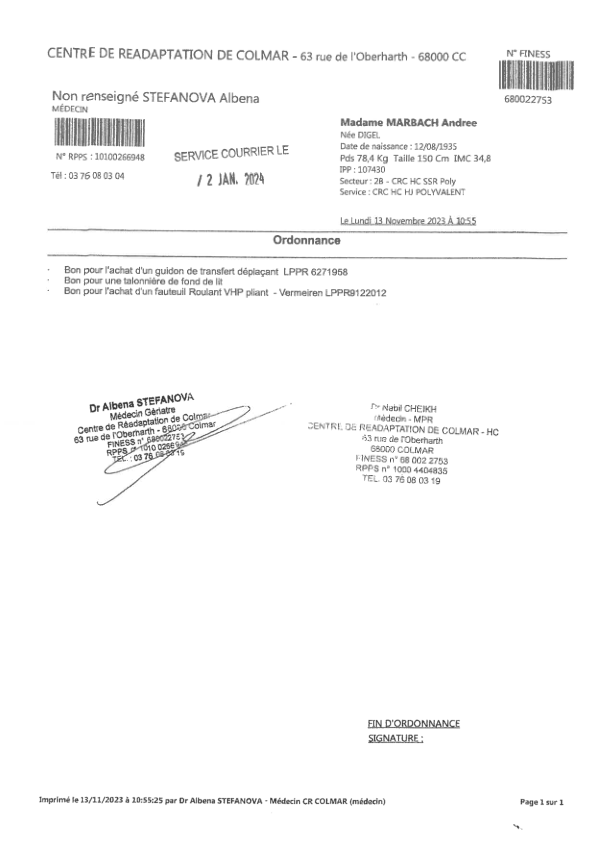 CENTRE DE READAPTATION DE COLMAR - 63 rue de l'Oberharth - 68000 CC
N° FINESS
680022753
Non renseigné STEFANOVA Albena
MÉDECIN
N° RPPS : 10100266948
Tél : 03 76 08 03 04
SERVICE COURRIER LE
12 JAN. 2024
Madame MARBACH Andree
Née DIGEL
Date de naissance : 12/08/1935
Pds 78,4 Kg Taille 150 Cm IMC 34,8
IPP : 107430
Secteur : 28 - CRC HC SSR Poly
Service : CRC HC HJ POLYVALENT
Le Lundi 13 Novembre 2023 À 10:55
Ordonnance
· Bon pour l'achat d'un guidon de transfert déplaçant LPPR 6271958
· Bon pour une talonnière de fond de lit
· Bon pour l'achat d'un fauteuil Roulant VHP pliant - Vermeiren LPPR9122012
Dr Albena STEFANOVA
Médecin Gériatre
Centre de Réadaptation de Colmar
63 rue de l'Oberharth - 68000 Colmar
FINESS n° 680022753
RPPS n° 1010
TEL. : 03 76 08 03 19
Dr Nabil CHEIKH
Médecin - MPR
CENTRE DE READAPTATION DE COLMAR - HC
63 rue de l'Oberharth
68000 COLMAR
FINESS n° 68 002 2753
RPPS n° 1000 4404835
TEL. 03 76 08 03 19
FIN D'ORDONNANCE
SIGNATURE :
Imprimé le 13/11/2023 à 10:55:25 par Dr Albena STEFANOVA - Médecin CR COLMAR (médecin)
Page 1 sur 1